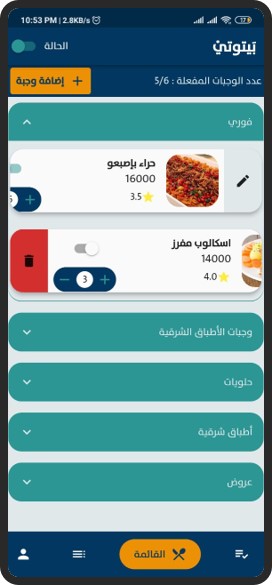 10:53 PM | 2.8KB/s
17
بيتوتي
الحالة
عدد الوجبات المفعلة : 5/6
إضافة وجبة
فوري
حراء بإصبعو
16000
3.5
اسكالوب مفرز
14000
4.0
3
وجبات الأطباق الشرقية
حلويات
أطباق شرقية
عروض
القائمة